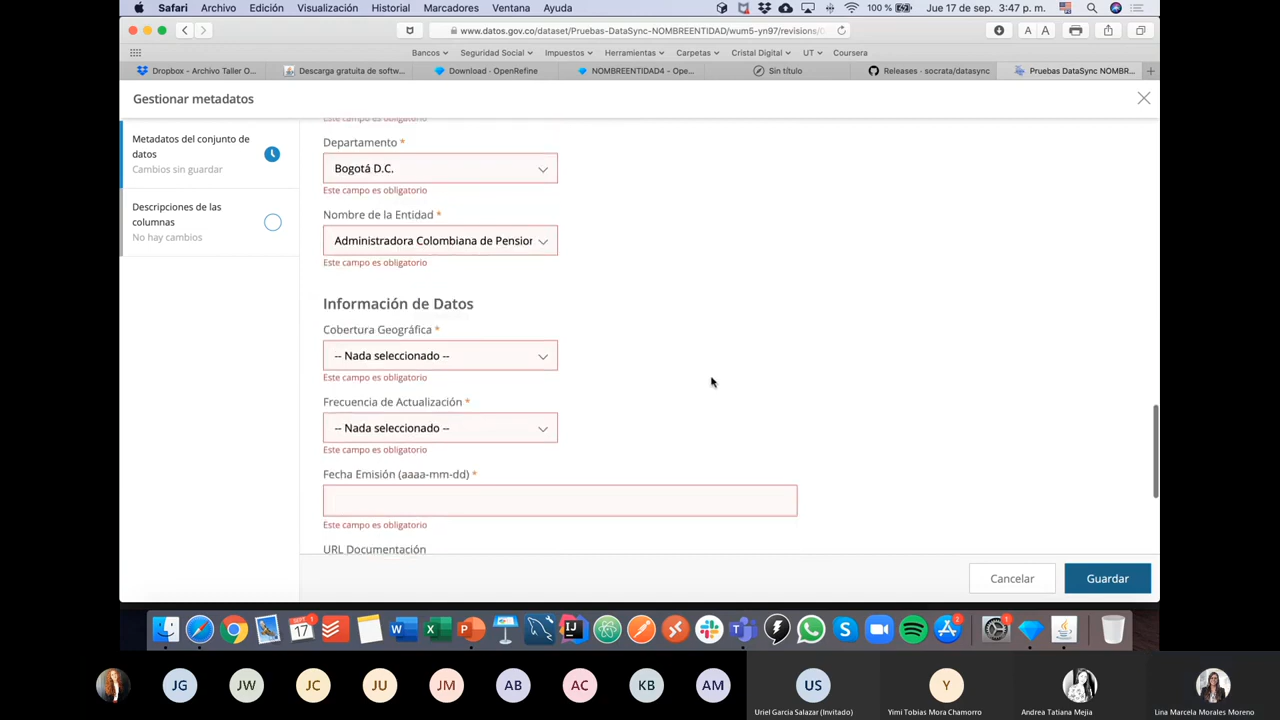 Safari Archivo Edición Visualización Historial Marcadores Ventana Ayuda 100 % Jue 17 de sep. 3:47 p. m.
www.datos.gov.co/dataset/Pruebas-DataSync-NOMBREENTIDAD/wum5-yn97/revisions/ A A
Bancos Seguridad Social Impuestos Herramientas Carpetas Cristal Digital UT Coursera
Dropbox - Archivo Taller O... Descarga gratuita de softw... Download · OpenRefine NOMBREENTIDAD4 - Ope... Sin título Releases · socrata/datasync Pruebas DataSync NOMBR...
Gestionar metadatos
Metadatos del conjunto de
datos
Cambios sin guardar
Descripciones de las
columnas
No hay cambios
Este campo es obligatorio
Departamento *
Bogotá D.C.
Este campo es obligatorio
Nombre de la Entidad *
Administradora Colombiana de Pension
Este campo es obligatorio
Información de Datos
Cobertura Geográfica *
-- Nada seleccionado --
Este campo es obligatorio
Frecuencia de Actualización *
-- Nada seleccionado --
Este campo es obligatorio
Fecha Emisión (aaaa-mm-dd) *
Este campo es obligatorio
URL Documentación
Cancelar Guardar
JG JW JC JU JM AB AC KB AM US Y
Uriel Garcia Salazar (Invitado) Yimi Tobias Mora Chamorro Andrea Tatiana Mejía Lina Marcela Morales Moreno